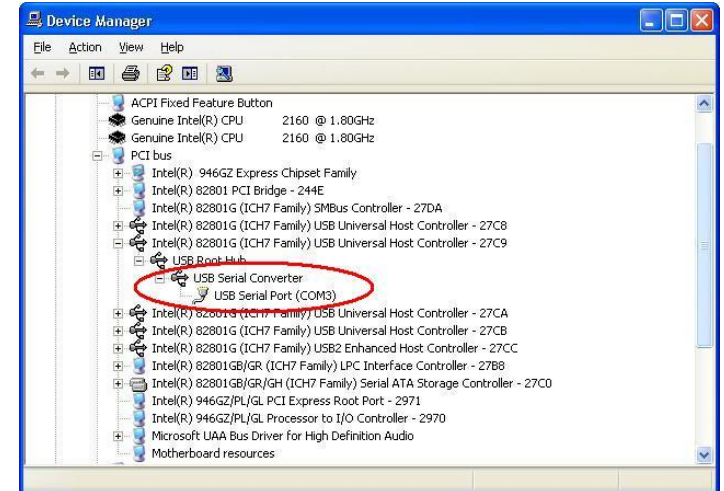 Device Manager
File Action View Help
ACPI Fixed Feature Button
Genuine Intel(R) CPU 2160 @ 1.80GHz
Genuine Intel(R) CPU 2160 @ 1.80GHz
PCI bus
Intel(R) 946GZ Express Chipset Family
Intel(R) 82801 PCI Bridge - 244E
Intel(R) 82801G (ICH7 Family) SMBus Controller - 27DA
Intel(R) 82801G (ICH7 Family) USB Universal Host Controller - 27C8
Intel(R) 82801G (ICH7 Family) USB Universal Host Controller - 27C9
USB Root Hub
USB Serial Converter
USB Serial Port (COM3)
Intel(R) 82801G (ICH7 Family) USB Universal Host Controller - 27CA
Intel(R) 82801G (ICH7 Family) USB Universal Host Controller - 27CB
Intel(R) 82801G (ICH7 Family) USB2 Enhanced Host Controller - 27CC
Intel(R) 82801GB/GR (ICH7 Family) LPC Interface Controller - 27B8
Intel(R) 82801GB/GR/GH (ICH7 Family) Serial ATA Storage Controller - 27C0
Intel(R) 946GZ/PL/GL PCI Express Root Port - 2971
Intel(R) 946GZ/PL/GL Processor to I/O Controller - 2970
Microsoft UAA Bus Driver for High Definition Audio
Motherboard resources